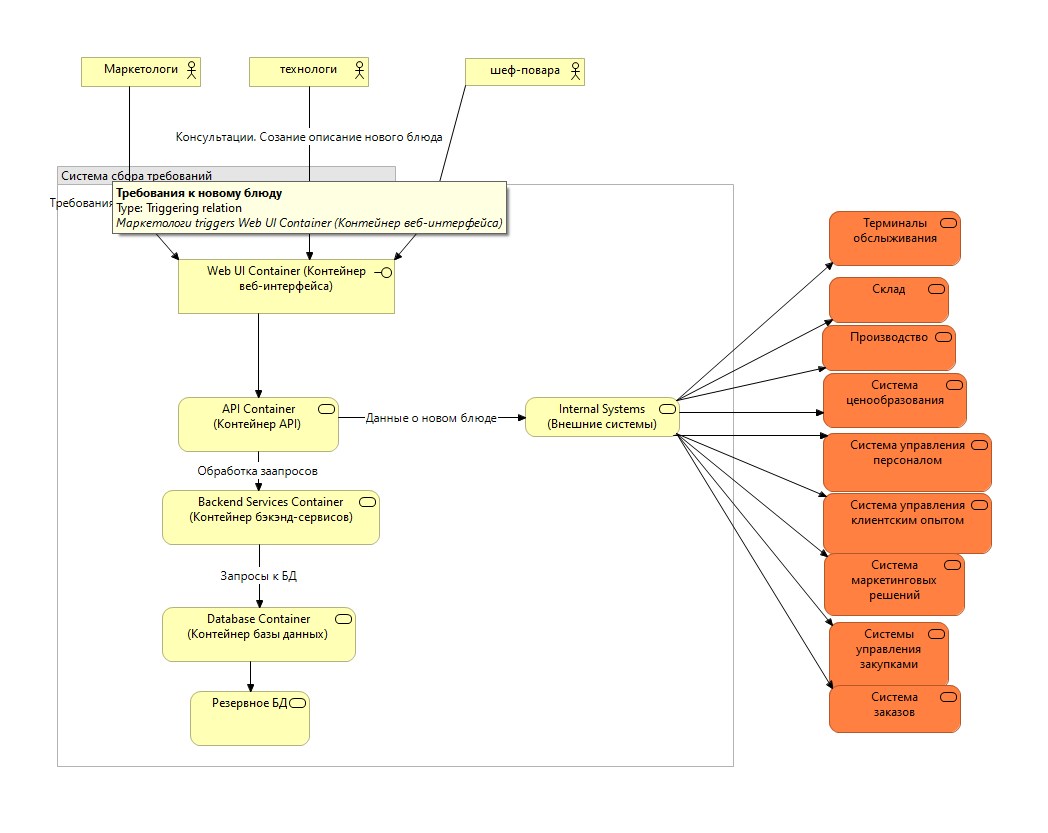 Маркетологи
технологи
шеф-повара
Консультации. Созание описание нового блюда
Система сбора требований
Требования
Требования к новому блюду
Type: Triggering relation
Маркетологи triggers Web UI Container (Контейнер веб-интерфейса)
Web UI Container (Контейнер
веб-интерфейса)
API Container
(Контейнер API)
Данные о новом блюде
Internal Systems
(Внешние системы)
Обработка заапросов
Backend Services Container
(Контейнер бэкэнд-сервисов)
Запросы к БД
Database Container
(Контейнер базы данных)
Резервное БД
Терминалы
обслыживания
Склад
Производство
Система
ценообразования
Система управления
персоналом
Система управления
клиентским опытом
Система
маркетинговых
решений
Системы
управления
закупками
Система
заказов